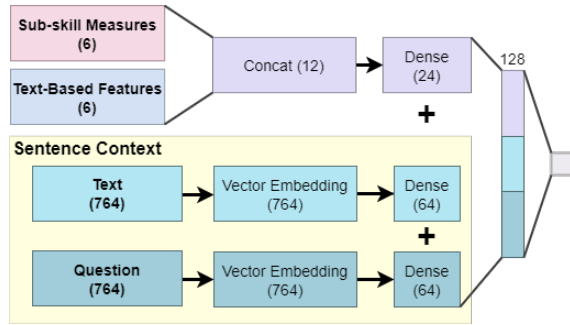 Sub-skill Measures
(6)
Text-Based Features
(6)
Concat (12)
Dense
(24)
128
+
Sentence Context
Text
(764)
Vector Embedding
(764)
Dense
(64)
+
Question
(764)
Vector Embedding
(764)
Dense
(64)